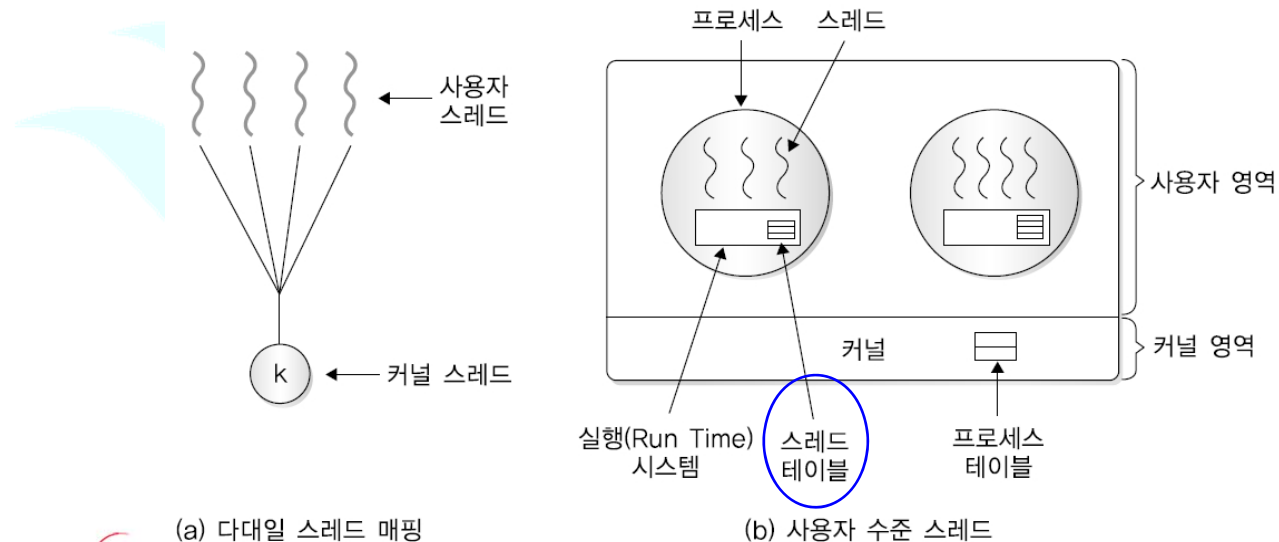 프로세스 스레드
사용자
스레드
사용자 영역
커널
커널 영역
k
커널 스레드
실행(Run Time)
시스템
스레드
테이블
프로세스
테이블
(a) 다대일 스레드 매핑
(b) 사용자 수준 스레드